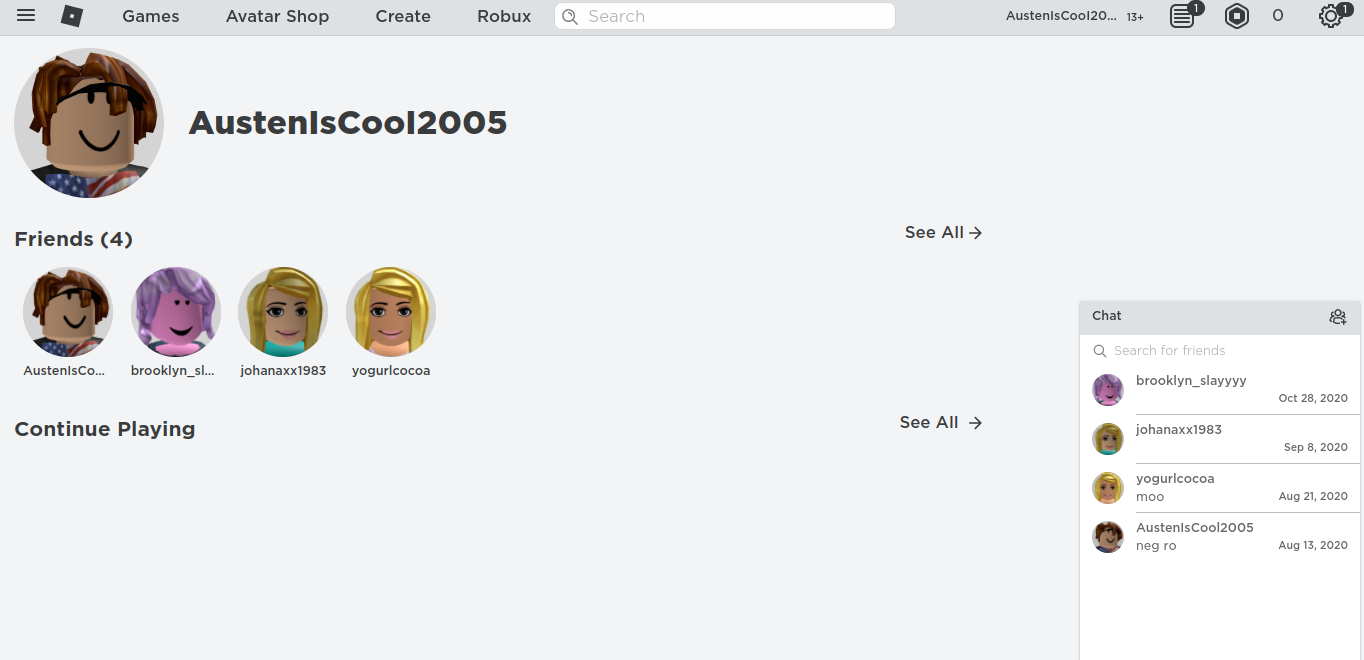 Games Avatar Shop Create Robux Search AustenIsCool20... 13+ 1 0 1
AustenIsCool2005
Friends (4) See All
AustenIsCo... brooklyn_sl... johanaxx1983 yogurlcocoa
Continue Playing See All
Chat
Search for friends
brooklyn_slayyyy
Oct 28, 2020
johanaxx1983
Sep 8, 2020
yogurlcocoa
moo Aug 21, 2020
AustenIsCool2005
neg ro Aug 13, 2020